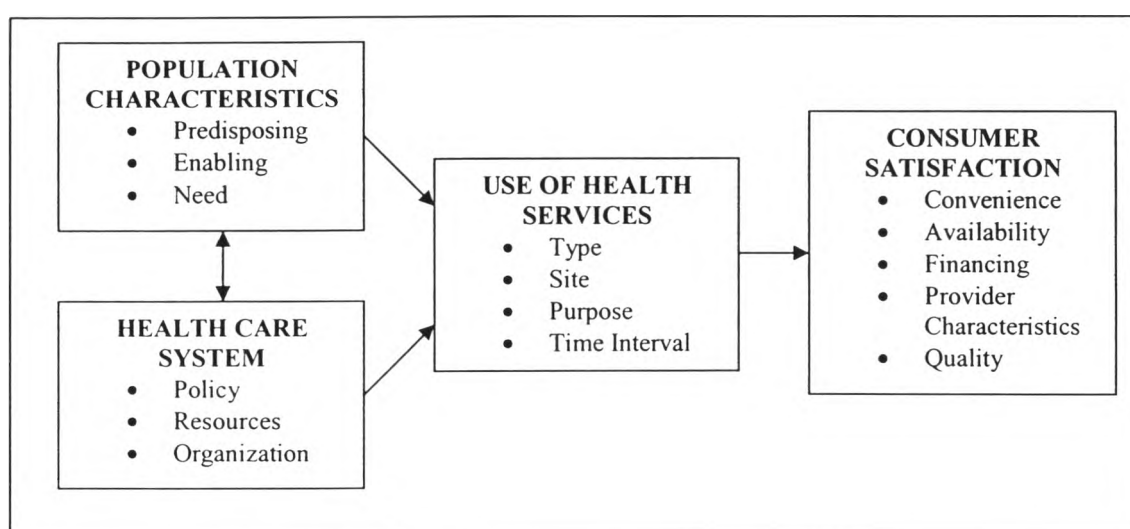 POPULATION
CHARACTERISTICS
• Predisposing
• Enabling
• Need
HEALTH CARE
SYSTEM
• Policy
• Resources
• Organization
USE OF HEALTH
SERVICES
• Type
• Site
• Purpose
• Time Interval
CONSUMER
SATISFACTION
• Convenience
• Availability
• Financing
• Provider
Characteristics
• Quality